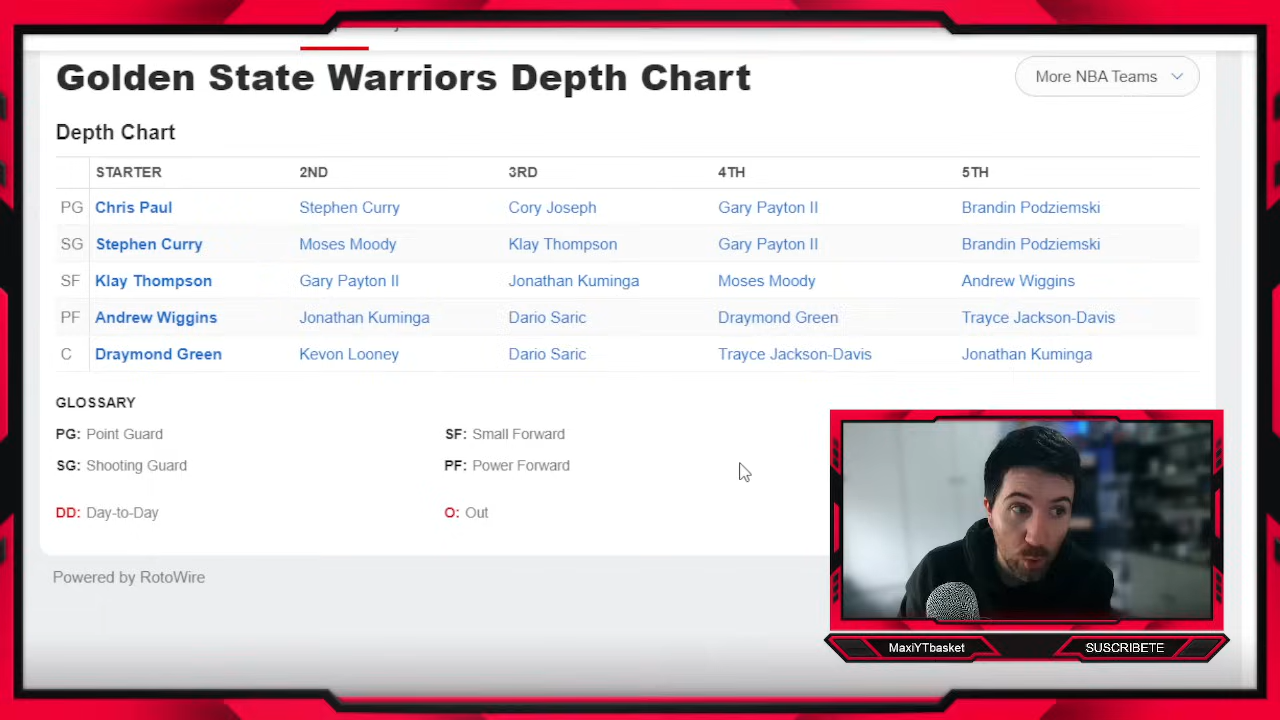 Golden State Warriors Depth Chart
More NBA Teams
Depth Chart
STARTER 2ND 3RD 4TH 5TH
PG Chris Paul Stephen Curry Cory Joseph Gary Payton II Brandin Podziemski
SG Stephen Curry Moses Moody Klay Thompson Gary Payton II Brandin Podziemski
SF Klay Thompson Gary Payton II Jonathan Kuminga Moses Moody Andrew Wiggins
PF Andrew Wiggins Jonathan Kuminga Dario Saric Draymond Green Trayce Jackson-Davis
C Draymond Green Kevon Looney Dario Saric Trayce Jackson-Davis Jonathan Kuminga
GLOSSARY
PG: Point Guard SF: Small Forward
SG: Shooting Guard PF: Power Forward
DD: Day-to-Day O: Out
Powered by RotoWire
MaxiYTbasket SUSCRIBETE